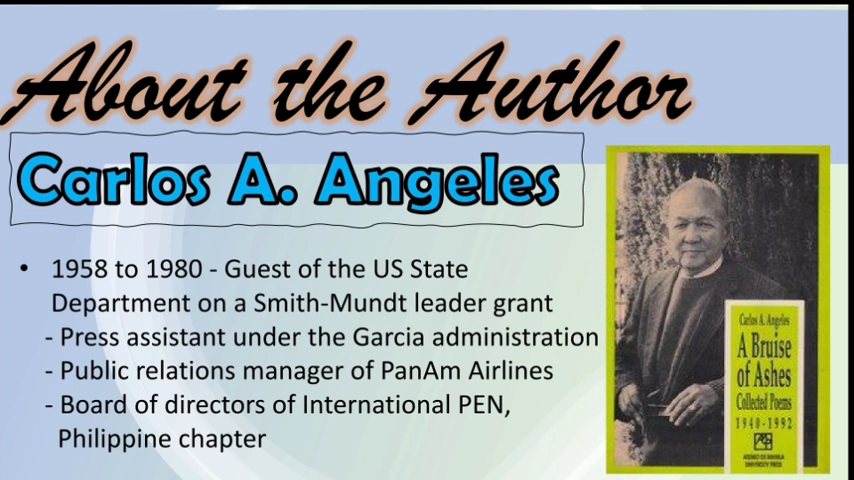 About the Author
Carlos A. Angeles
• 1958 to 1980 - Guest of the US State
Department on a Smith-Mundt leader grant
- Press assistant under the Garcia administration
- Public relations manager of PanAm Airlines
- Board of directors of International PEN,
Philippine chapter
Carlos A. Angeles
A Bruise
of Ashes
Collected Poems
1940-1992
ATENEO DE MANILA
UNIVERSITY PRESS